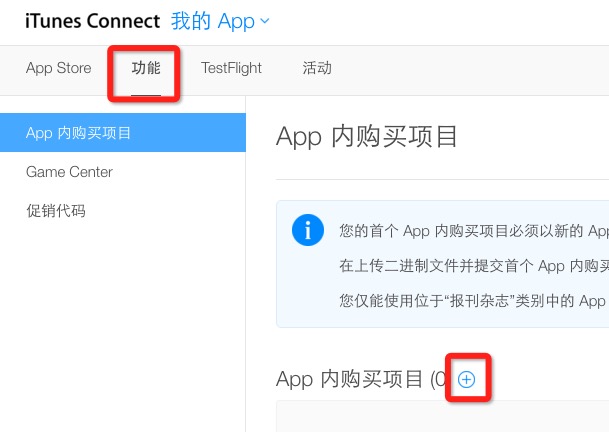 iTunes Connect 我的 App
App Store 功能 TestFlight 活动
App 内购买项目
Game Center
促销代码
App 内购买项目
您的首个 App 内购买项目必须以新的 App
在上传二进制文件并提交首个 App 内购买
您仅能使用位于“报刊杂志”类别中的 App
App 内购买项目 (0